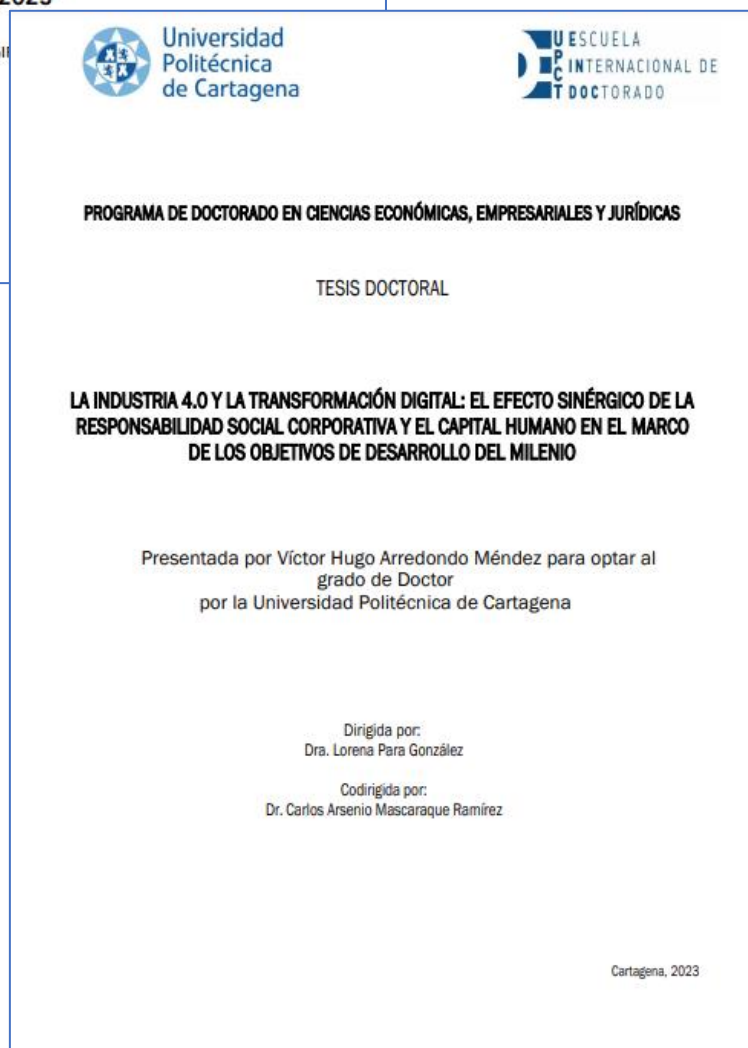 2023
Universidad
Politécnica
de Cartagena
U ESCUELA
P
C INTERNACIONAL DE
T DOCTORADO
PROGRAMA DE DOCTORADO EN CIENCIAS ECONÓMICAS, EMPRESARIALES Y JURÍDICAS
TESIS DOCTORAL
LA INDUSTRIA 4.0 Y LA TRANSFORMACIÓN DIGITAL: EL EFECTO SINÉRGICO DE LA
RESPONSABILIDAD SOCIAL CORPORATIVA Y EL CAPITAL HUMANO EN EL MARCO
DE LOS OBJETIVOS DE DESARROLLO DEL MILENIO
Presentada por Víctor Hugo Arredondo Méndez para optar al
grado de Doctor
por la Universidad Politécnica de Cartagena
Dirigida por:
Dra. Lorena Para González
Codirigida por:
Dr. Carlos Arsenio Mascaraque Ramírez
Cartagena, 2023